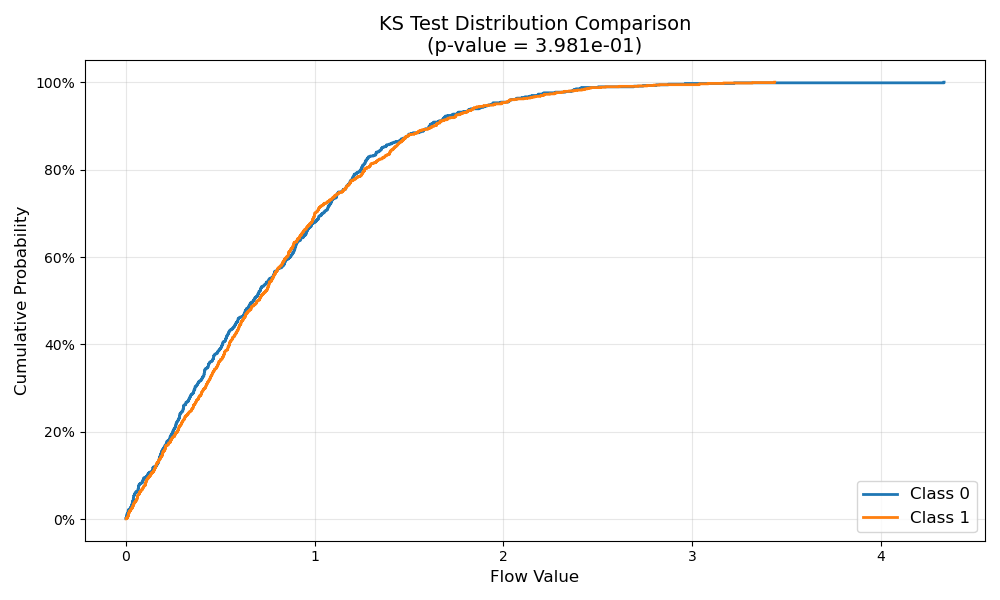 KS Test Distribution Comparison
(p-value = 3.981e-01)
Cumulative Probability
100%
80%
60%
40%
20%
0%
Class 0
Class 1
0 1 2 3 4
Flow Value